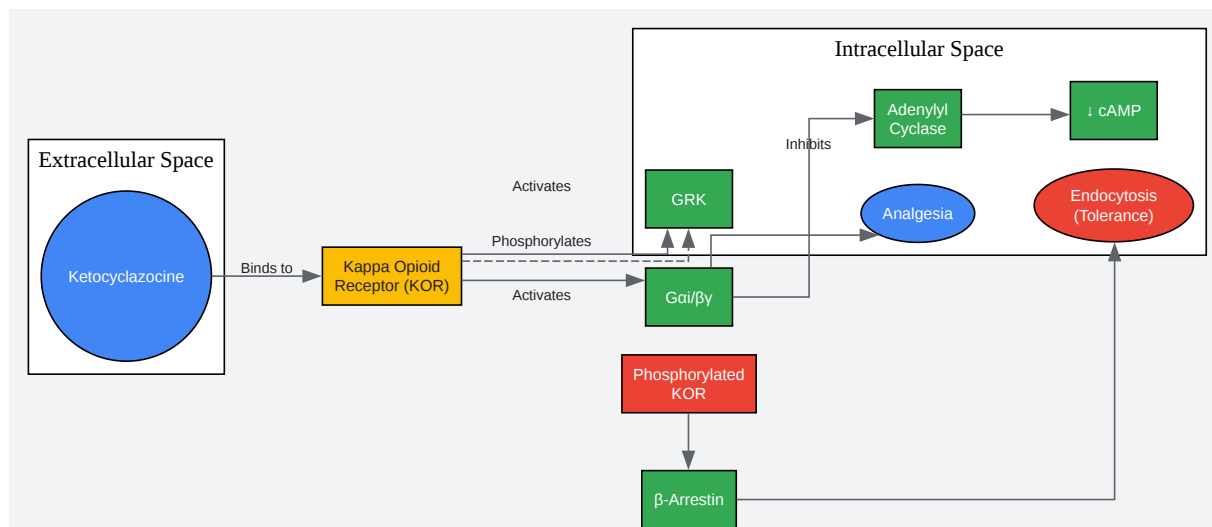 Intracellular Space
Adenylyl
Cyclase
↓ cAMP
Inhibits
Extracellular Space
Activates
GRK
Analgesia
Endocytosis
(Tolerance)
Phosphorylates
Ketocyclazocine
Binds to
Kappa Opioid
Receptor (KOR)
Activates
Gαi/βγ
Phosphorylated
KOR
β-Arrestin